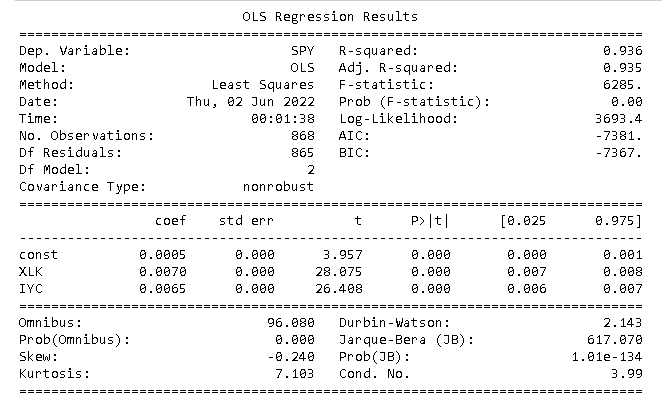 OLS Regression Results
==============================================================================
Dep. Variable: SPY R-squared: 0.936
Model: OLS Adj. R-squared: 0.935
Method: Least Squares F-statistic: 6285.
Date: Thu, 02 Jun 2022 Prob (F-statistic): 0.00
Time: 00:01:38 Log-Likelihood: 3693.4
No. Observations: 868 AIC: -7381.
Df Residuals: 865 BIC: -7367.
Df Model: 2
Covariance Type: nonrobust
==============================================================================
coef std err t P>|t| [0.025 0.975]
------------------------------------------------------------------------------
const 0.0005 0.000 3.957 0.000 0.000 0.001
XLK 0.0070 0.000 28.075 0.000 0.007 0.008
IYC 0.0065 0.000 26.408 0.000 0.006 0.007
==============================================================================
Omnibus: 96.080 Durbin-Watson: 2.143
Prob(Omnibus): 0.000 Jarque-Bera (JB): 617.070
Skew: -0.240 Prob(JB): 1.01e-134
Kurtosis: 7.103 Cond. No. 3.99
==============================================================================